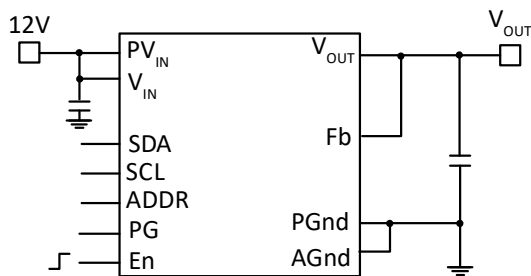 12V
PVIN
VIN
SDA
SCL
ADDR
PG
En
VOUT
Fb
PGnd
AGnd
VOUT